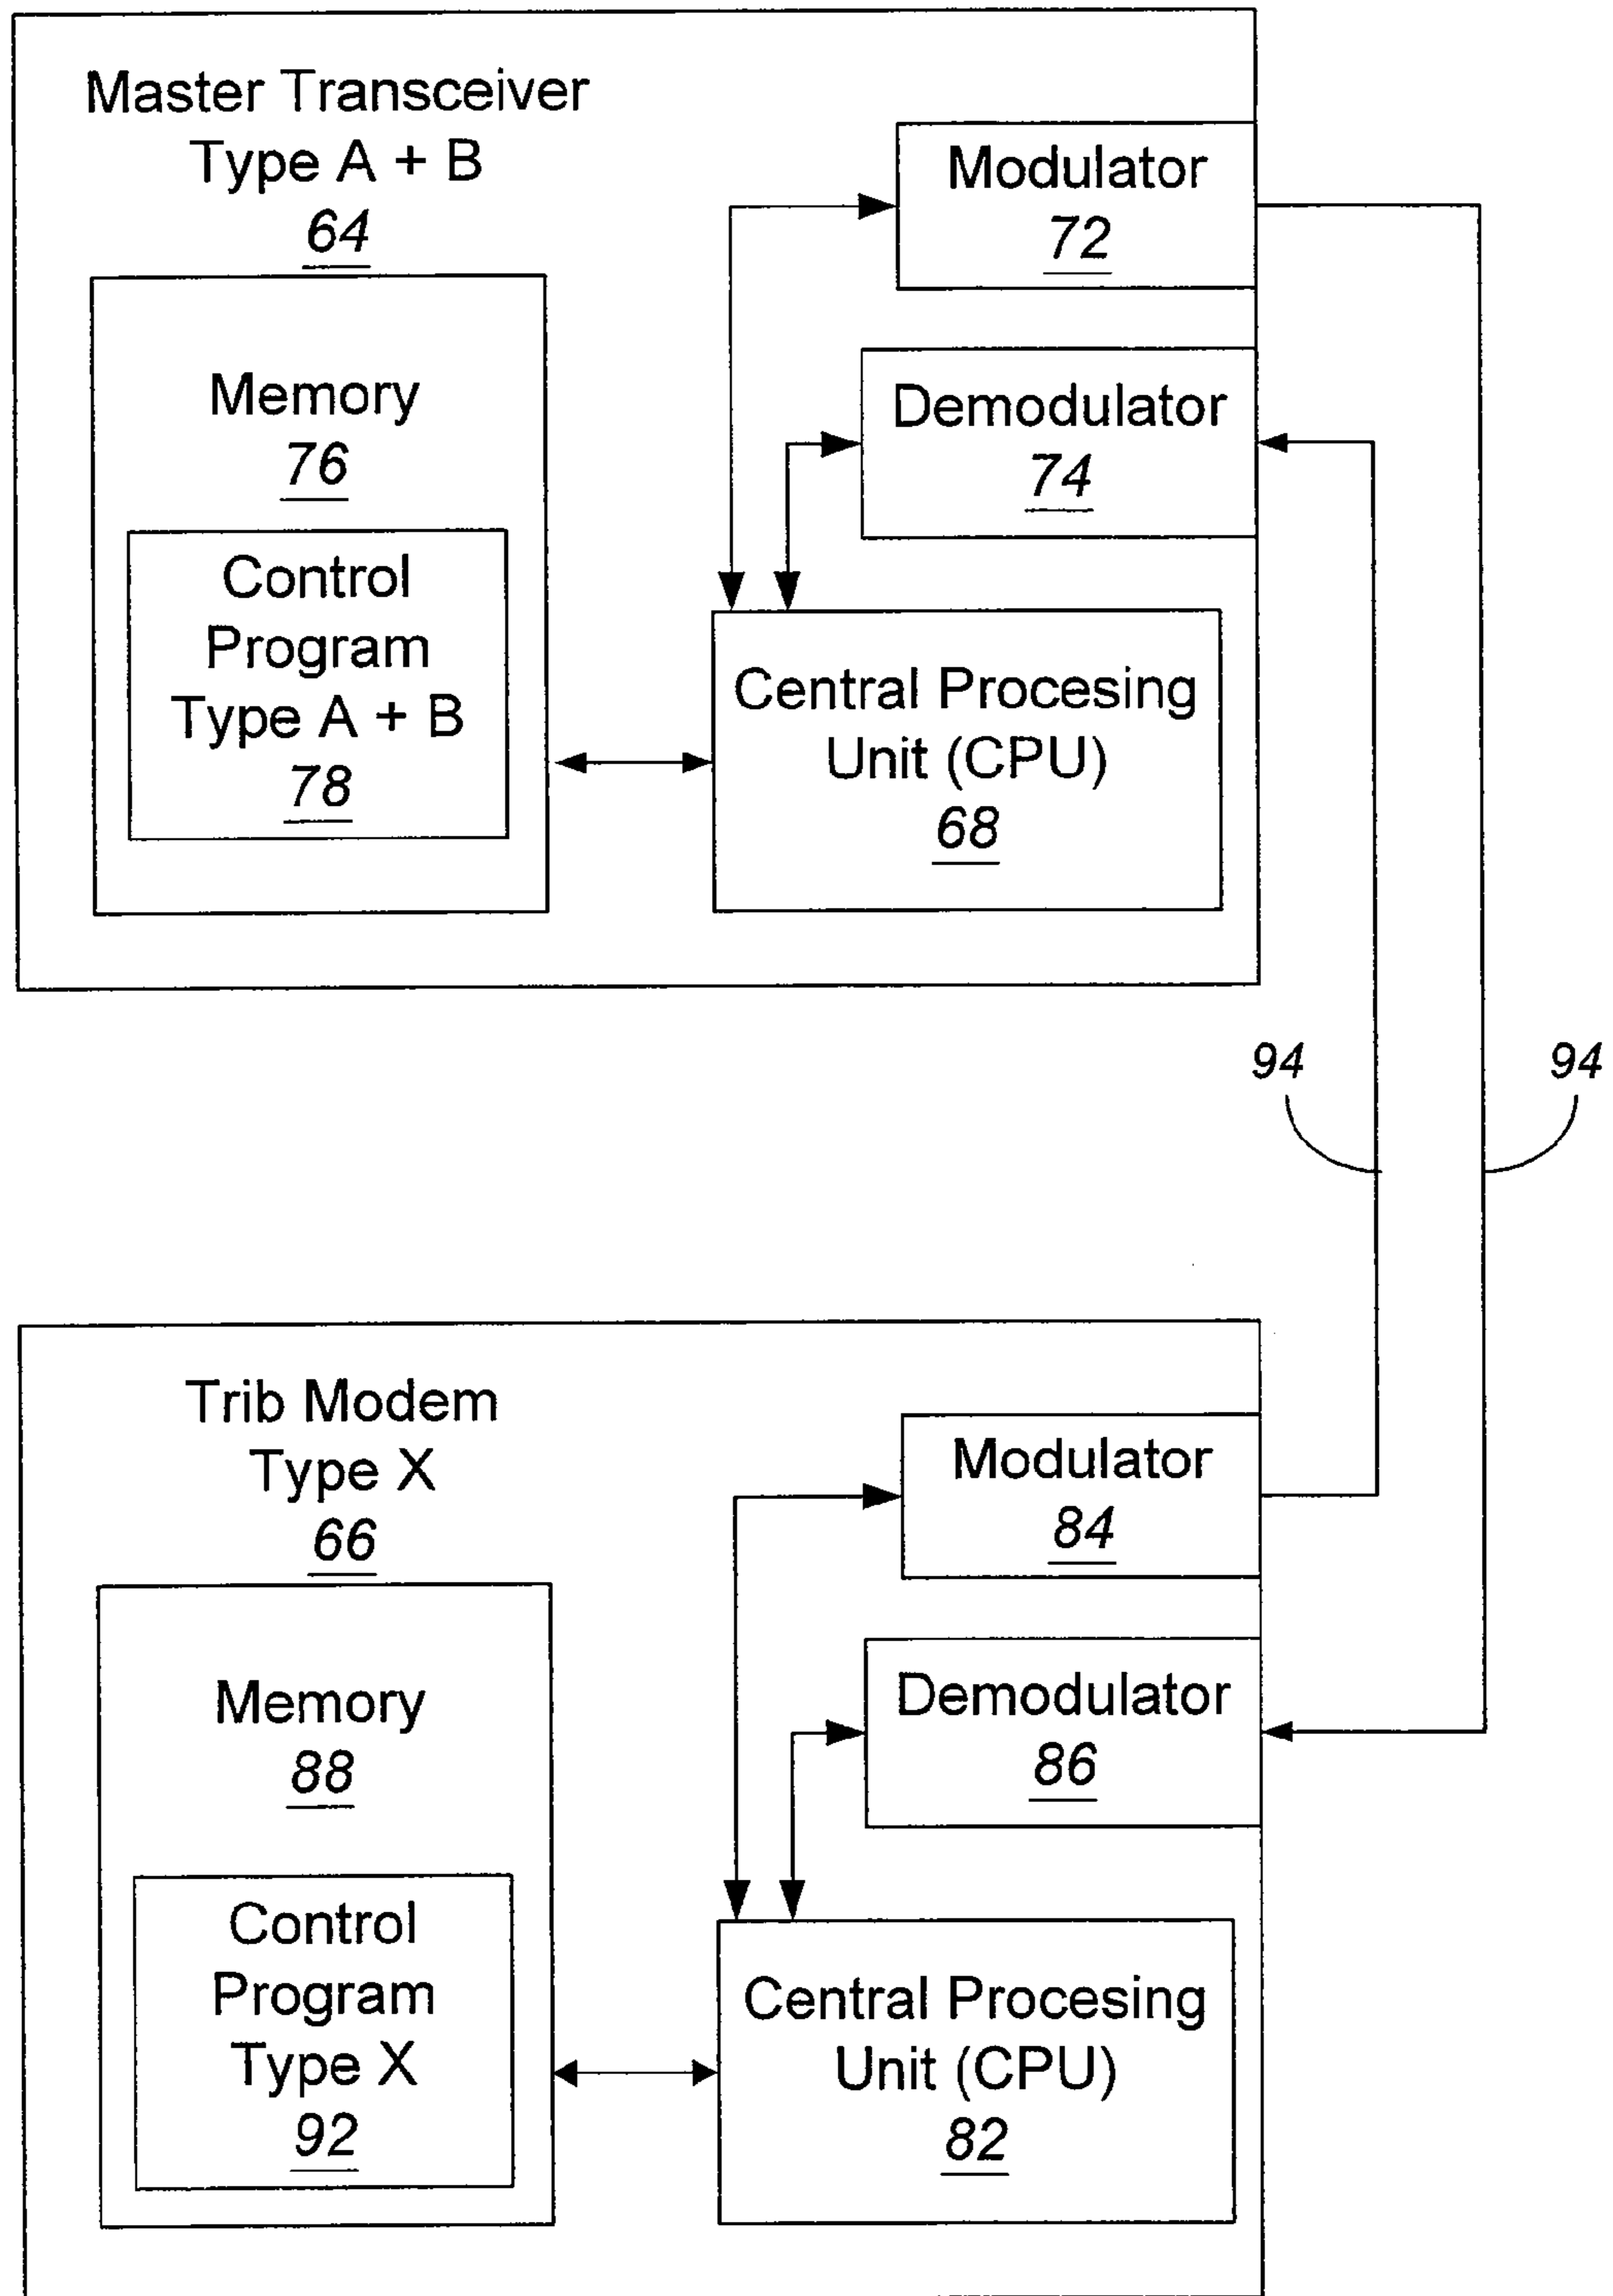 Master Transceiver
Type A + B
64
Modulator
72
Memory
76
Demodulator
74
Control
Program
Type A + B
78
Central Procesing
Unit (CPU)
68
94
94
Trib Modem
Type X
66
Modulator
84
Memory
88
Demodulator
86
Control
Program
Type X
92
Central Procesing
Unit (CPU)
82